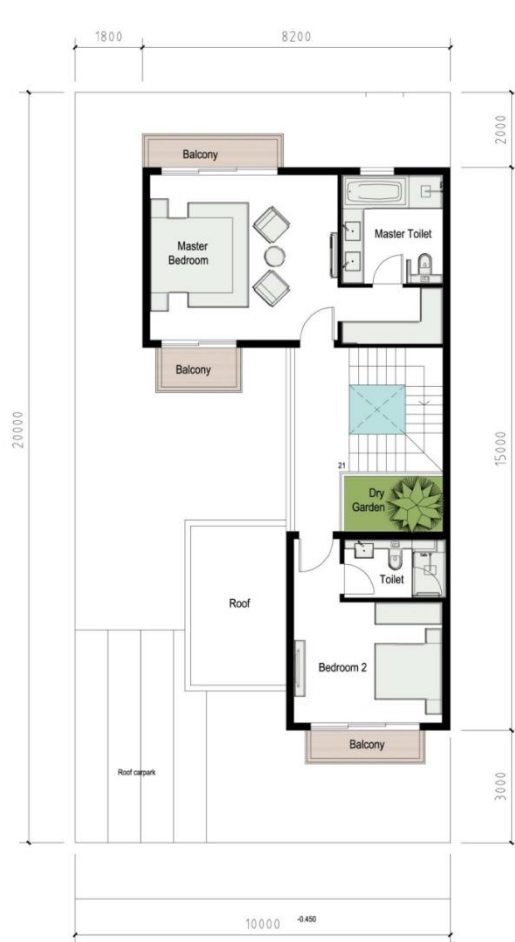 1800
8200
2000
Balcony
Master
Bedroom
Master Toilet
Balcony
20000
15000
21
Dry
Garden
Toilet
Roof
Bedroom 2
Balcony
Roof carpark
3000
10000
-0.450